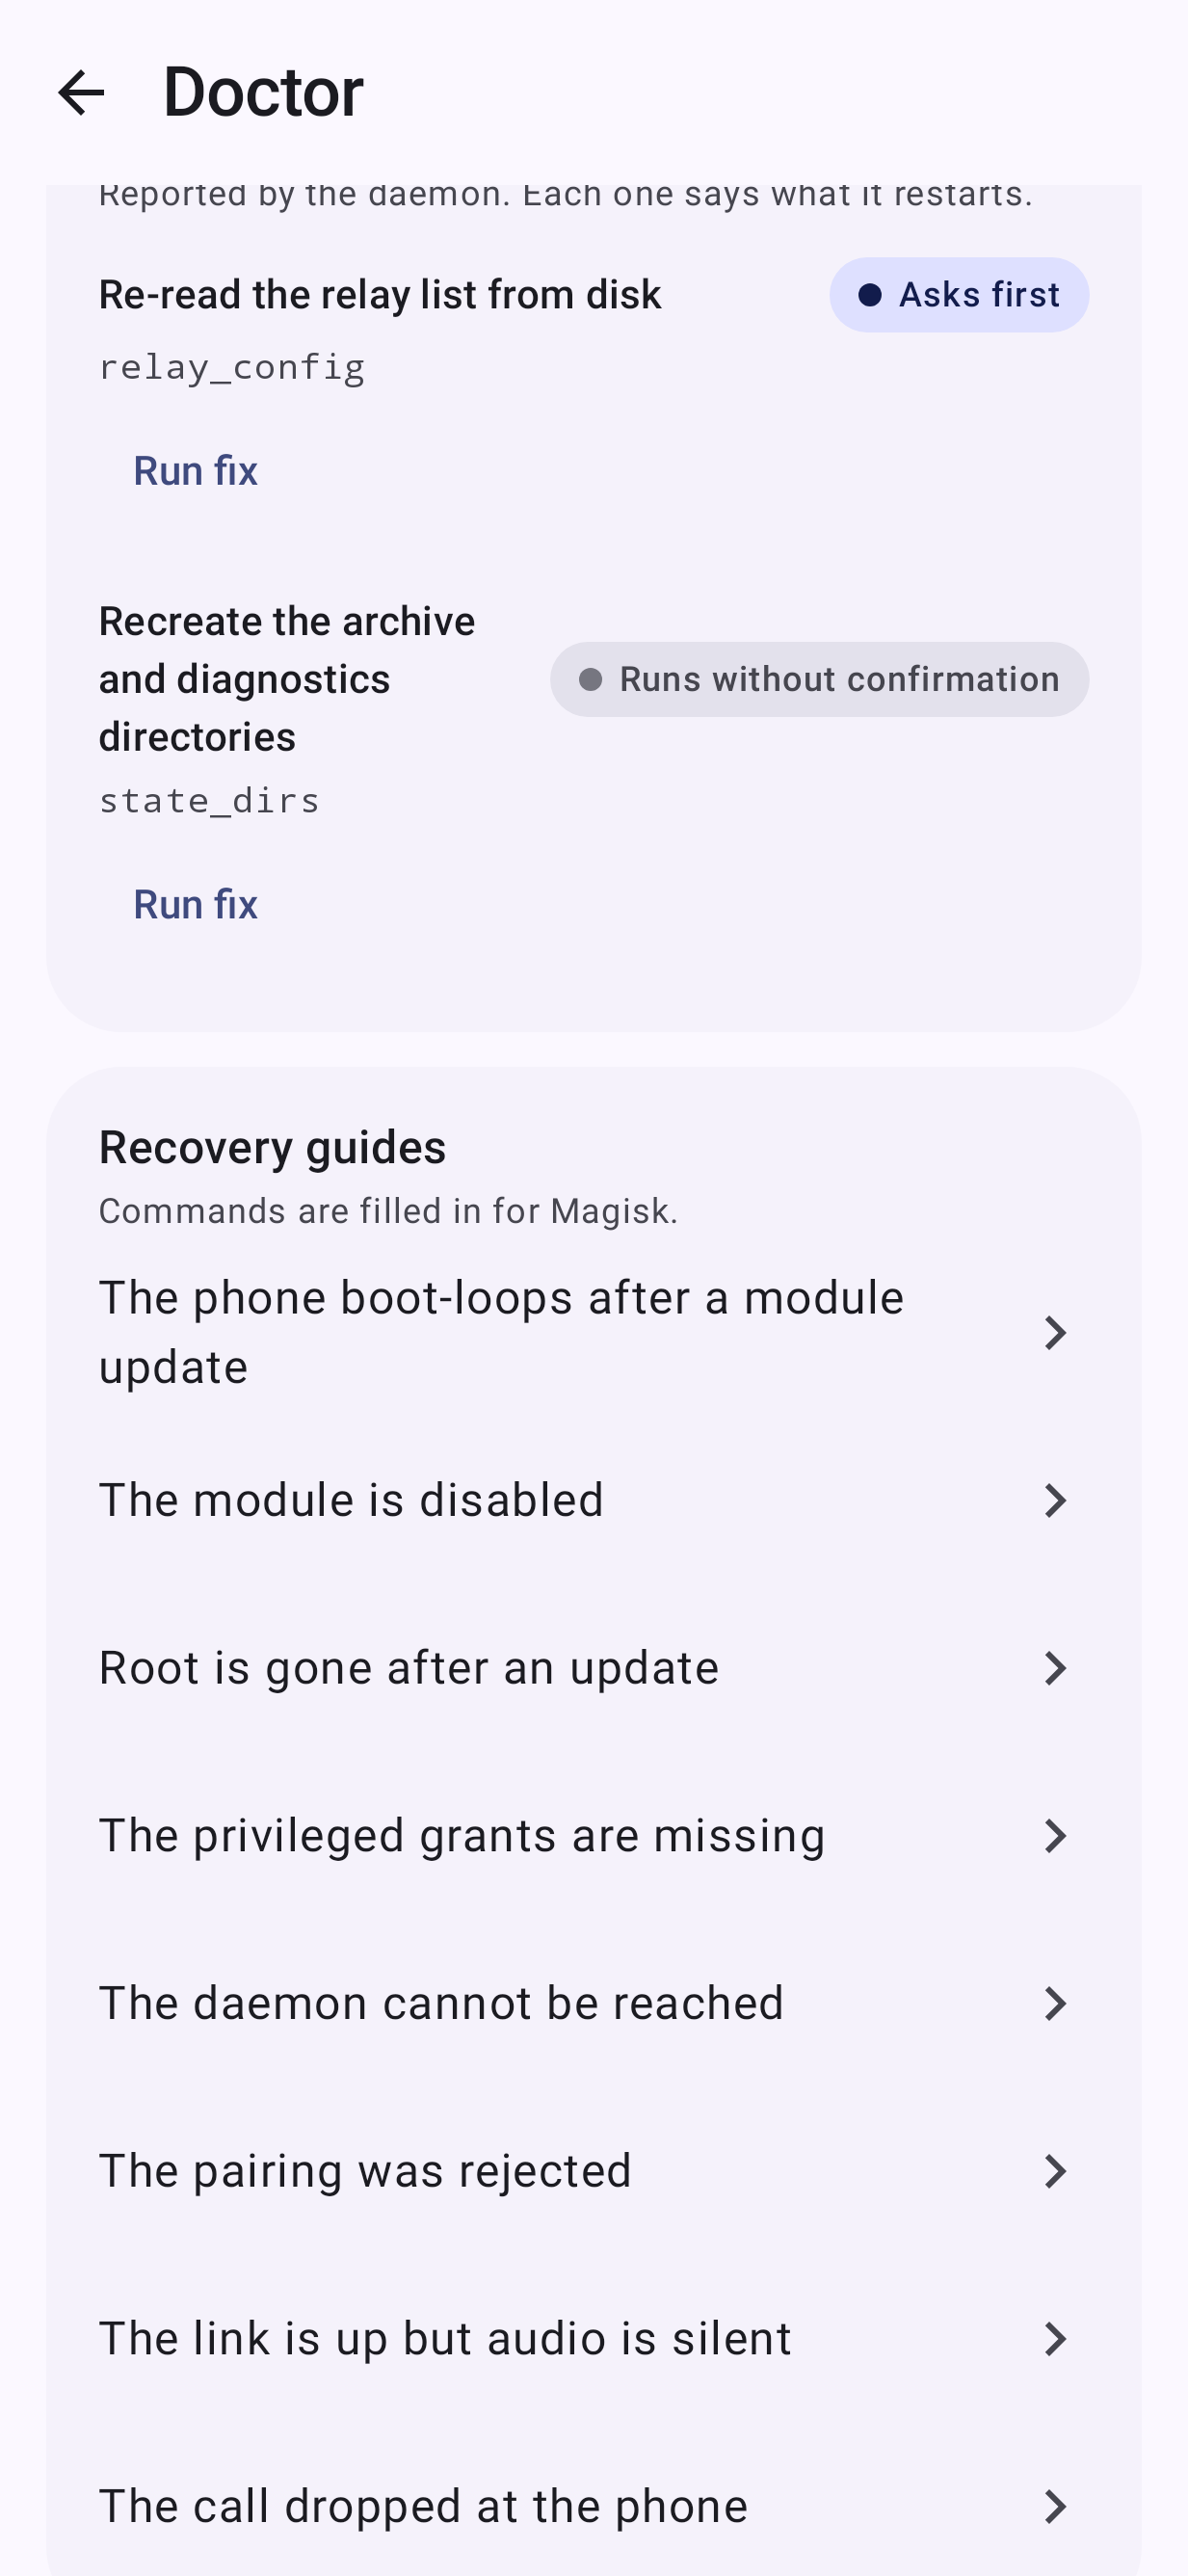 Doctor
Reported by the daemon. Each one says what it restarts.
Re-read the relay list from disk
Asks first
relay_config
Run fix
Recreate the archive
and diagnostics
directories
Runs without confirmation
state_dirs
Run fix
Recovery guides
Commands are filled in for Magisk.
The phone boot-loops after a module
update
The module is disabled
Root is gone after an update
The privileged grants are missing
The daemon cannot be reached
The pairing was rejected
The link is up but audio is silent
The call dropped at the phone